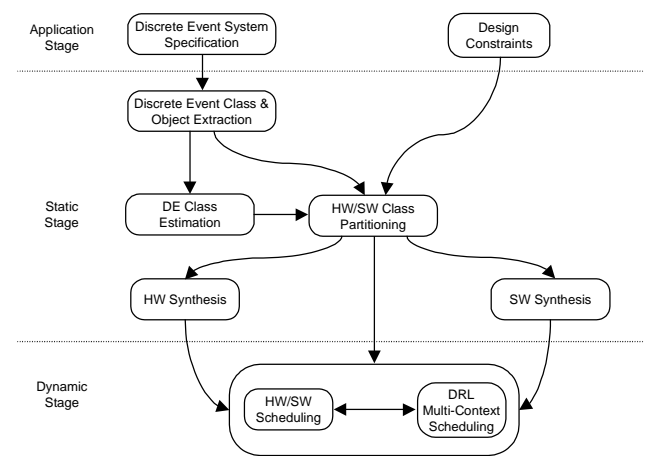 Application
Stage
Discrete Event System
Specification
Design
Constraints
Discrete Event Class &
Object Extraction
Static
Stage
DE Class
Estimation
HW/SW Class
Partitioning
HW Synthesis
SW Synthesis
Dynamic
Stage
HW/SW
Scheduling
DRL
Multi-Context
Scheduling